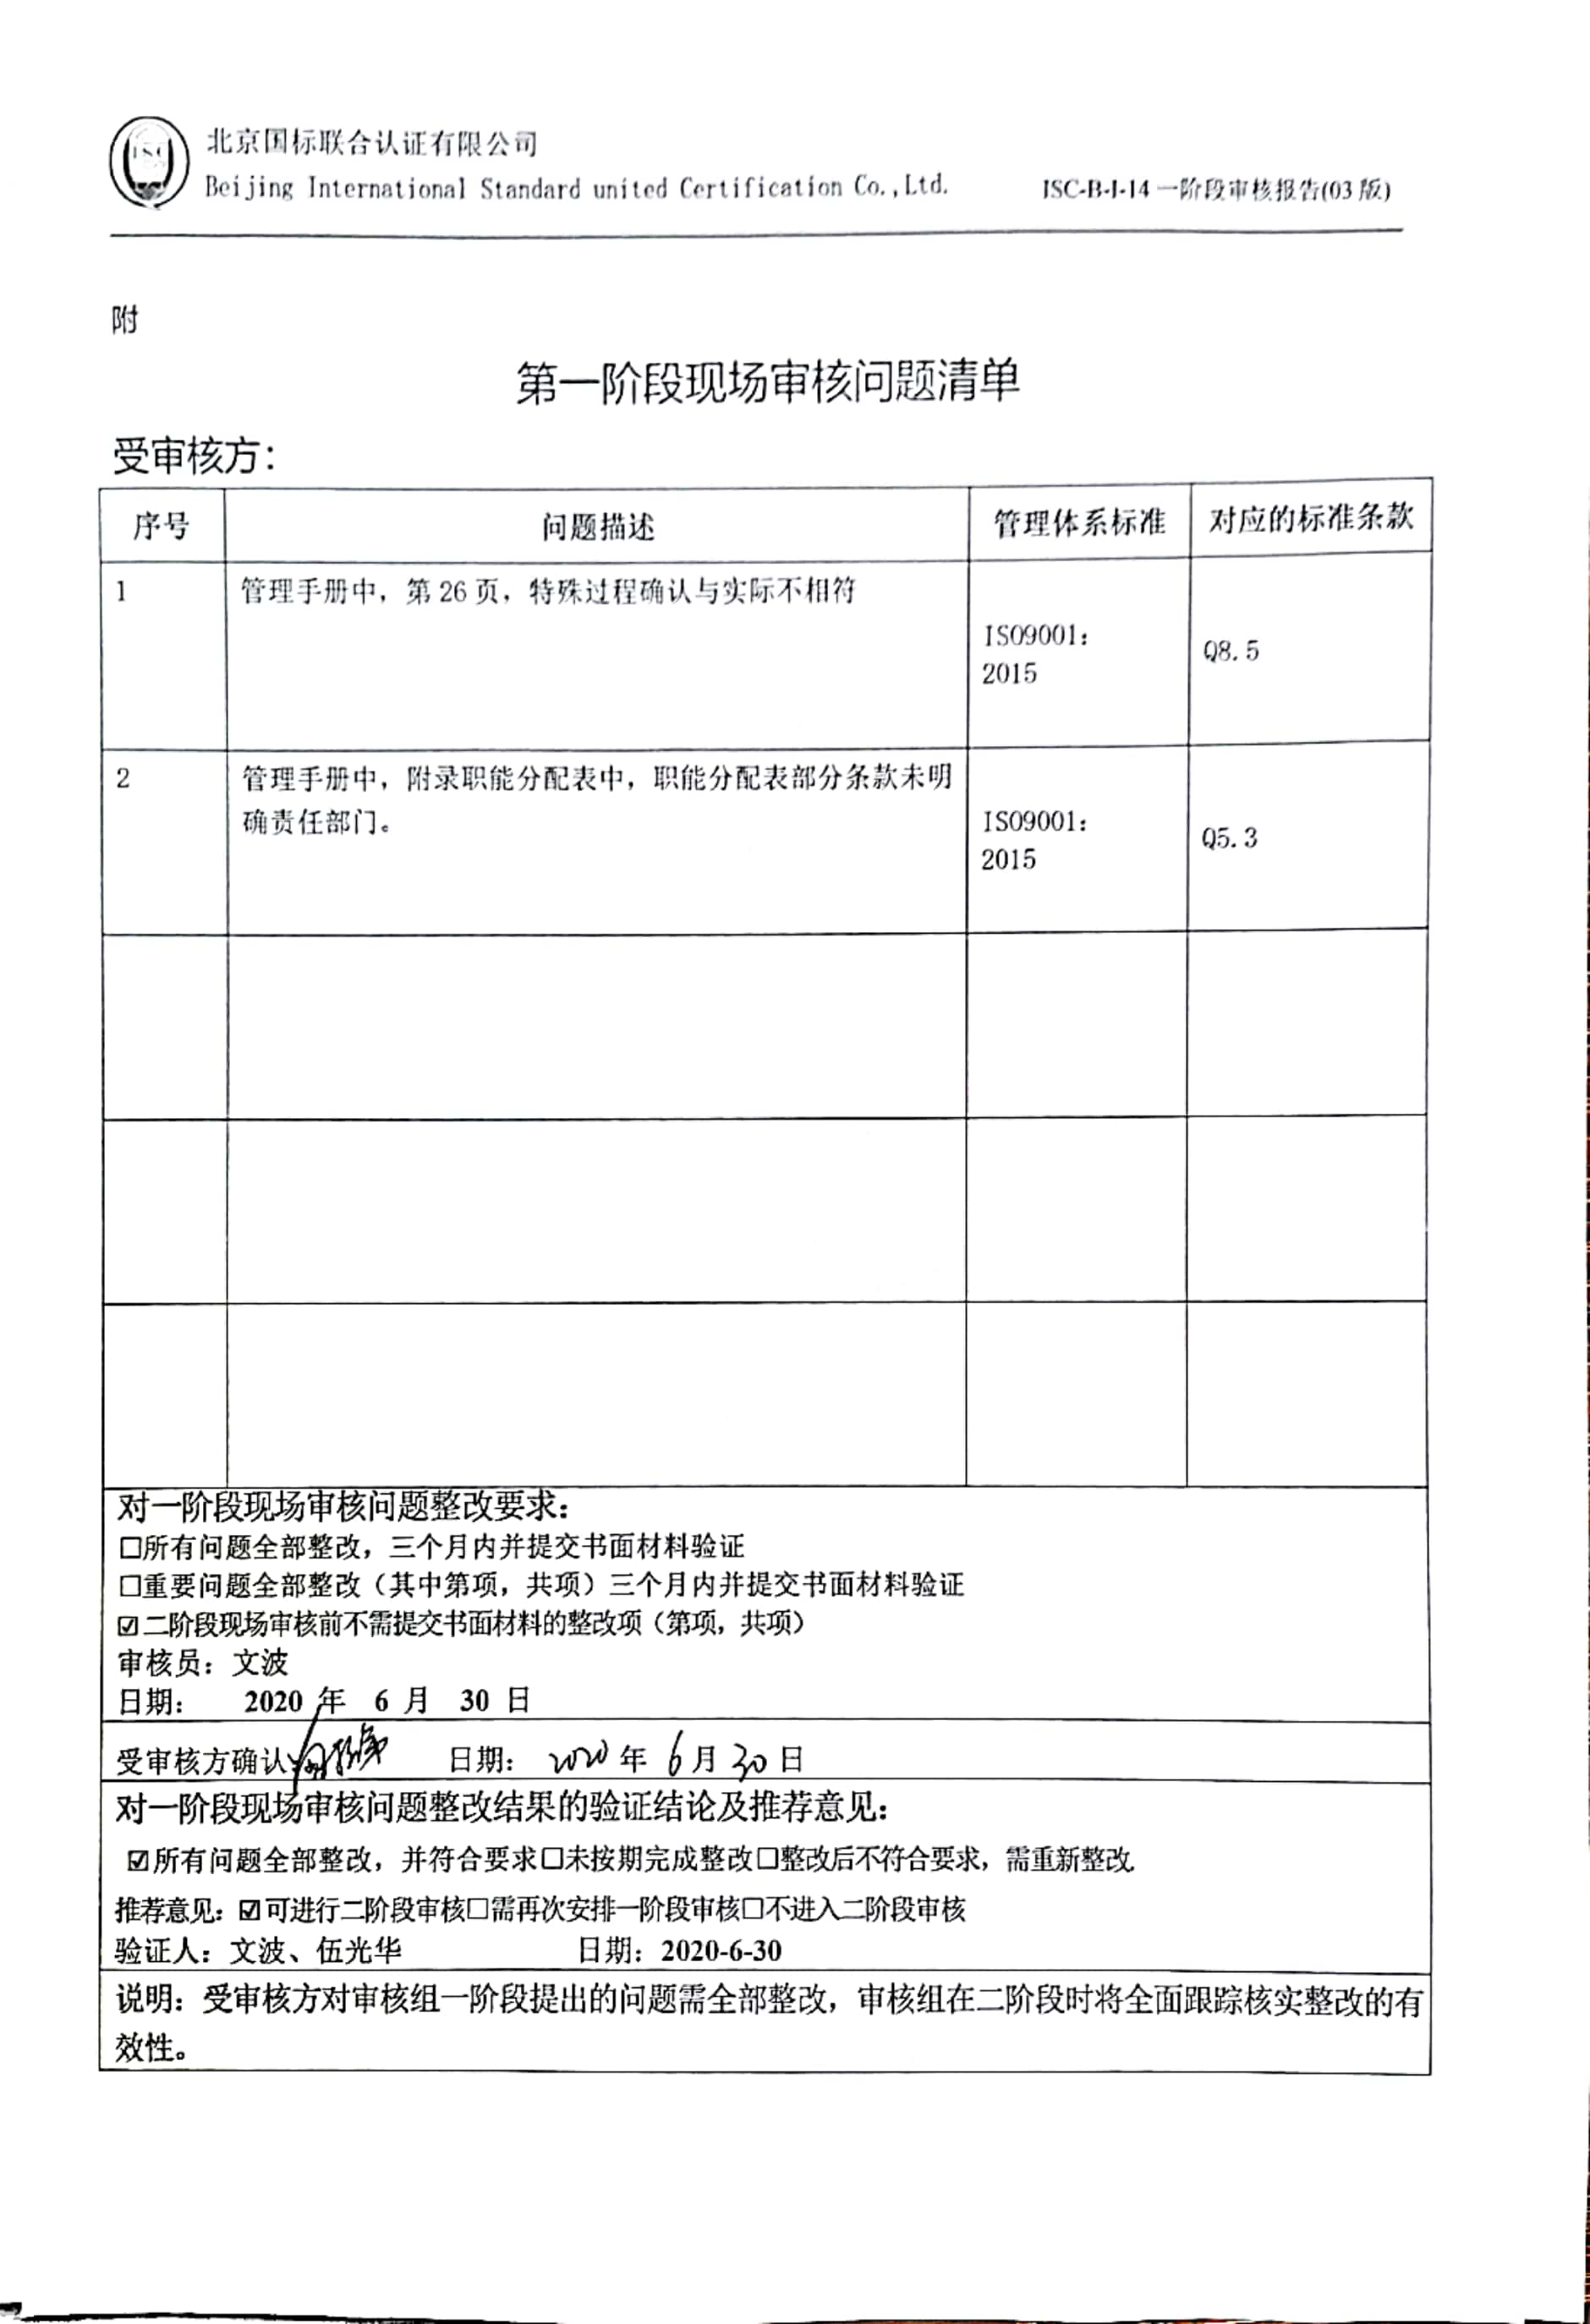 ISC
北京国标联合认证有限公司
Beijing International Standard united Certification Co.,Ltd.
ISC-B-I-14 一阶段审核报告(03 版)
附
第一阶段现场审核问题清单
受审核方：
序号 问题描述 管理体系标准 对应的标准条款
1 管理手册中，第 26 页，特殊过程确认与实际不相符
ISO9001：
2015
Q8.5
2 管理手册中，附录职能分配表中，职能分配表部分条款未明
确责任部门。
ISO9001：
2015
Q5.3
对一阶段现场审核问题整改要求：
□所有问题全部整改，三个月内并提交书面材料验证
□重要问题全部整改（其中第项，共项）三个月内并提交书面材料验证
☑二阶段现场审核前不需提交书面材料的整改项（第项，共项）
审核员：文波
日期： 2020 年 6 月 30 日
受审核方确认 日期： 2020 年 6 月 30 日
对一阶段现场审核问题整改结果的验证结论及推荐意见：
☑所有问题全部整改，并符合要求□未按期完成整改□整改后不符合要求，需重新整改.
推荐意见：☑可进行二阶段审核□需再次安排一阶段审核□不进入二阶段审核
验证人：文波、伍光华 日期：2020-6-30
说明：受审核方对审核组一阶段提出的问题需全部整改，审核组在二阶段时将全面跟踪核实整改的有
效性。